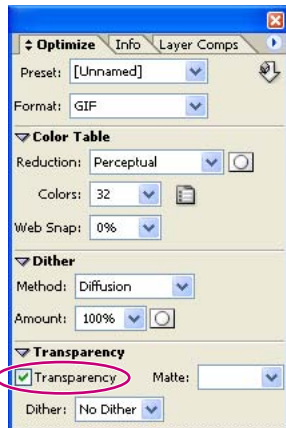 Optimize Info Layer Comps
Preset: [Unnamed]
Format: GIF
Color Table
Reduction: Perceptual
Colors: 32
Web Snap: 0%
Dither
Method: Diffusion
Amount: 100%
Transparency
Transparency Matte:
Dither: No Dither